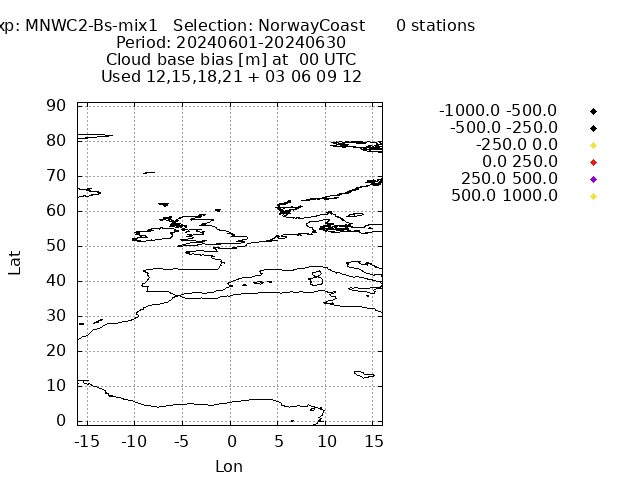 xp: MNWC2-Bs-mix1 Selection: NorwayCoast 0 stations
Period: 20240601-20240630
Cloud base bias [m] at 00 UTC
Used 12,15,18,21 + 03 06 09 12
-1000.0 -500.0
-500.0 -250.0
-250.0 0.0
0.0 250.0
250.0 500.0
500.0 1000.0
90
80
70
60
50
40
30
20
10
0
Lat
-15 -10 -5 0 5 10 15
Lon